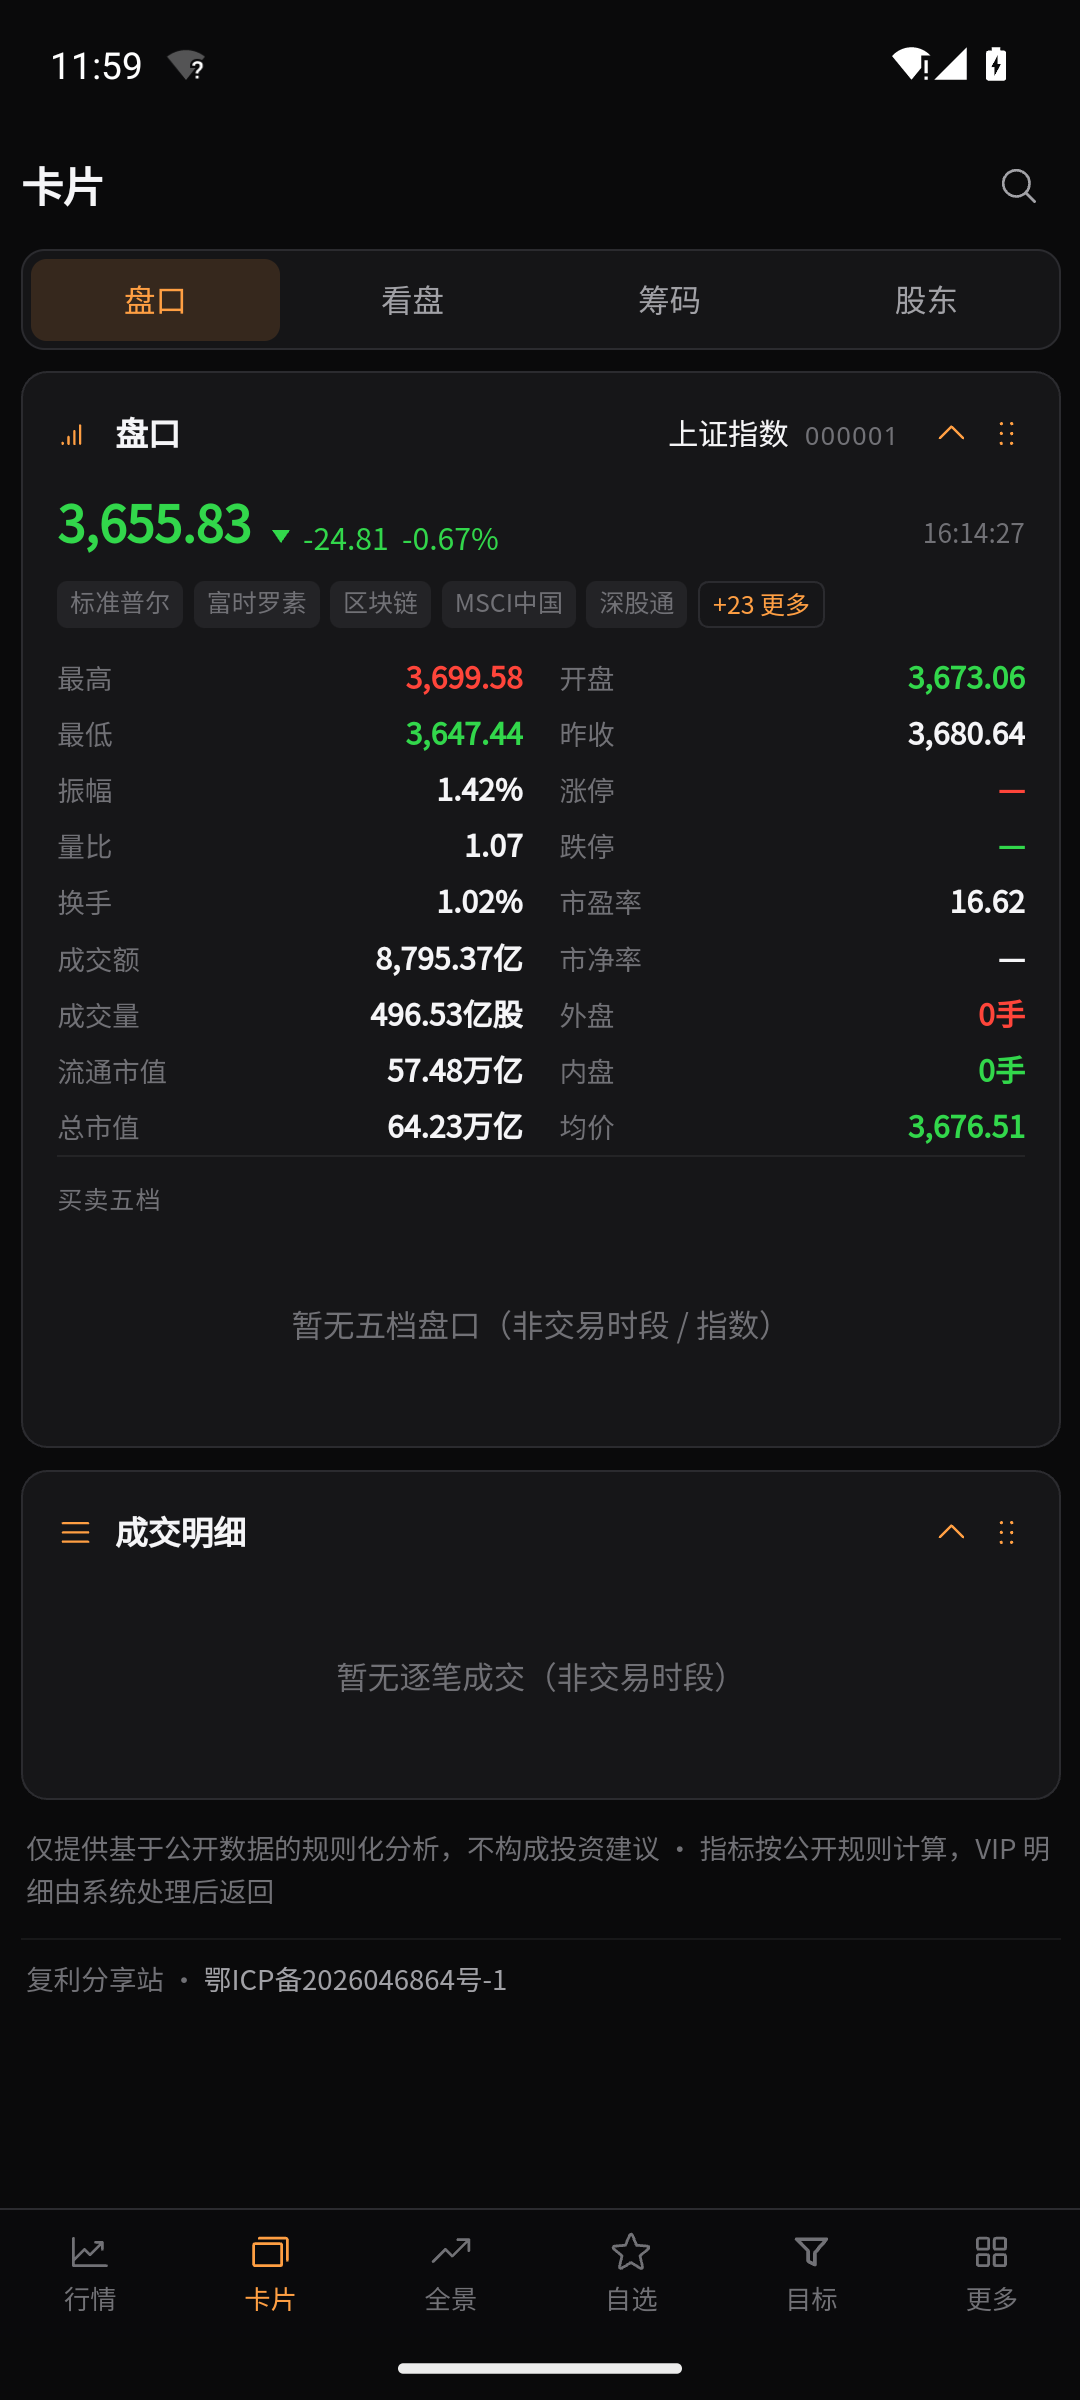 11:59
卡片
盘口 看盘 筹码 股东
盘口 上证指数 000001
3,655.83 ▼ -24.81 -0.67% 16:14:27
标准普尔 富时罗素 区块链 MSCI中国 深股通 +23 更多
最高 3,699.58 开盘 3,673.06
最低 3,647.44 昨收 3,680.64
振幅 1.42% 涨停 —
量比 1.07 跌停 —
换手 1.02% 市盈率 16.62
成交额 8,795.37亿 市净率 —
成交量 496.53亿股 外盘 0手
流通市值 57.48万亿 内盘 0手
总市值 64.23万亿 均价 3,676.51
买卖五档
暂无五档盘口（非交易时段 / 指数）
成交明细
暂无逐笔成交（非交易时段）
仅提供基于公开数据的规则化分析，不构成投资建议 · 指标按公开规则计算，VIP 明
细由系统处理后返回
复利分享站 · 鄂ICP备2026046864号-1
行情 卡片 全景 自选 目标 更多